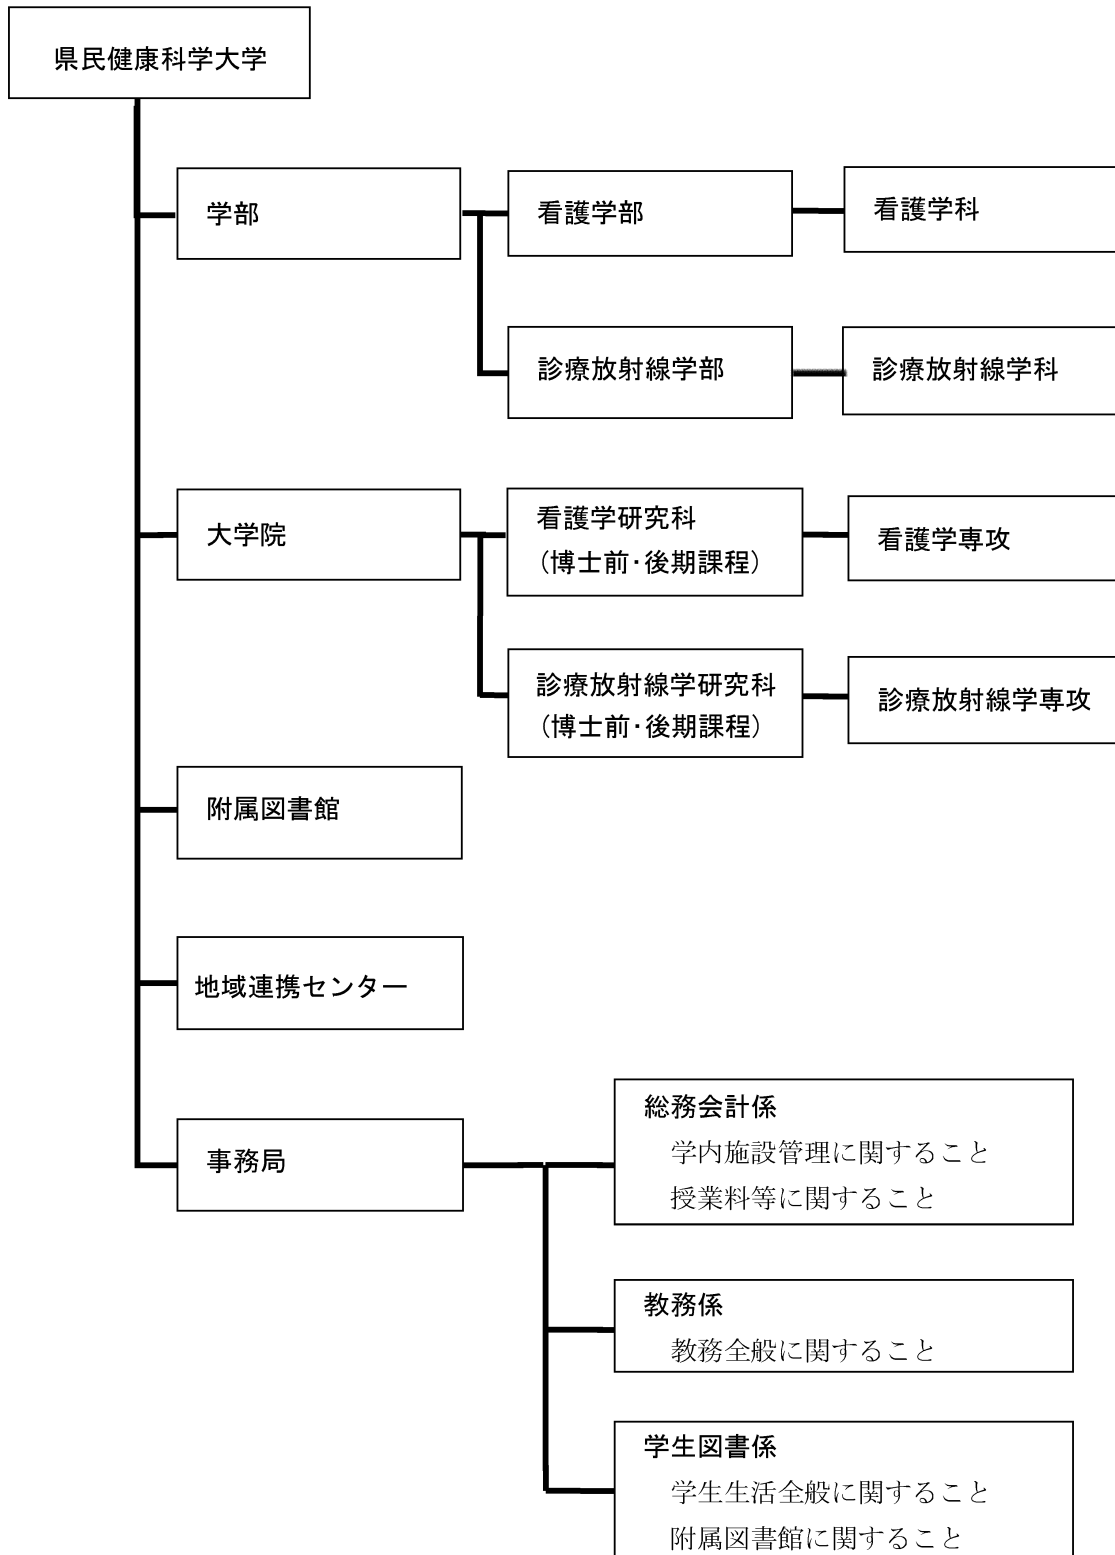 県民健康科学大学
学部
看護学部
看護学科
診療放射線学部
診療放射線学科
大学院
看護学研究科
(博士前・後期課程)
看護学専攻
診療放射線学研究科
(博士前・後期課程)
診療放射線学専攻
附属図書館
地域連携センター
事務局
総務会計係
学内施設管理に関すること
授業料等に関すること
教務係
教務全般に関すること
学生図書係
学生生活全般に関すること
附属図書館に関すること